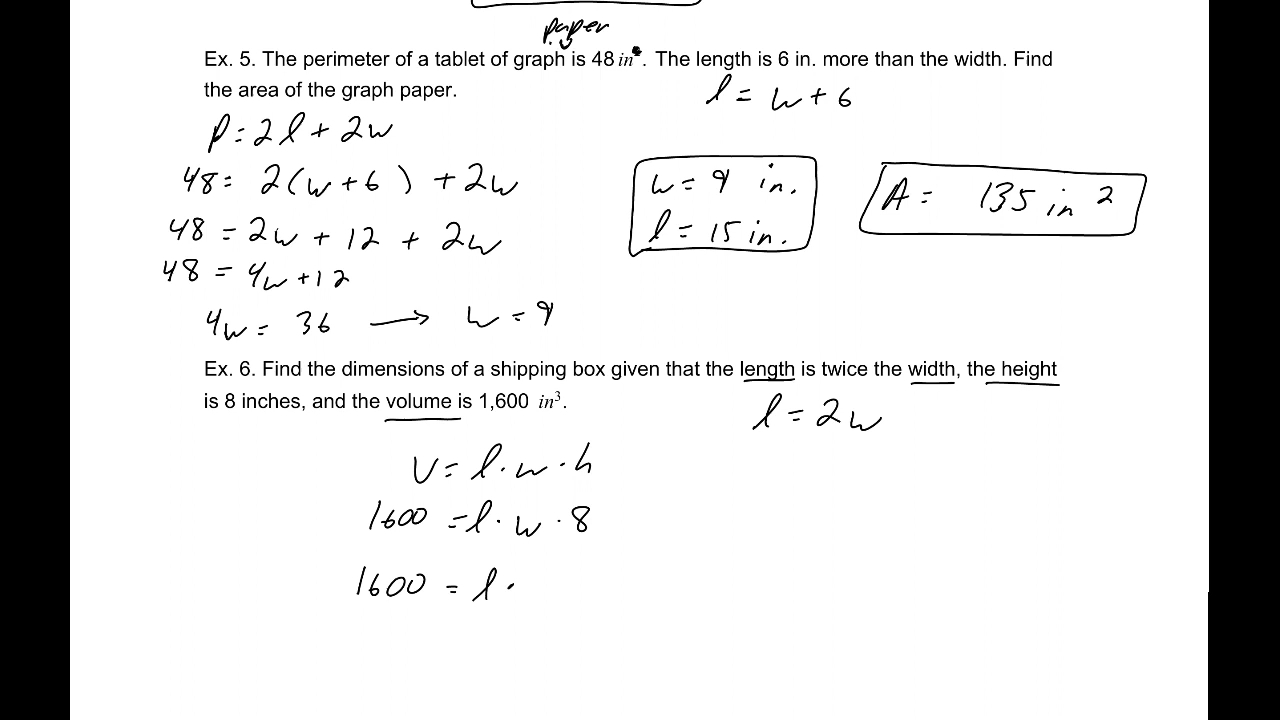 paper
Ex. 5. The perimeter of a tablet of graph is 48 in . The length is 6 in. more than the width. Find
the area of the graph paper.
l = w + 6
P = 2l + 2w
48 = 2(w + 6) + 2w
48 = 2w + 12 + 2w
48 = 4w + 12
4w = 36 → w = 9
w = 9 in.
l = 15 in.
A = 135 in 2
Ex. 6. Find the dimensions of a shipping box given that the length is twice the width, the height
is 8 inches, and the volume is 1,600 in³.
l = 2w
V = l · w · h
1600 = l · w · 8
1600 = l ·